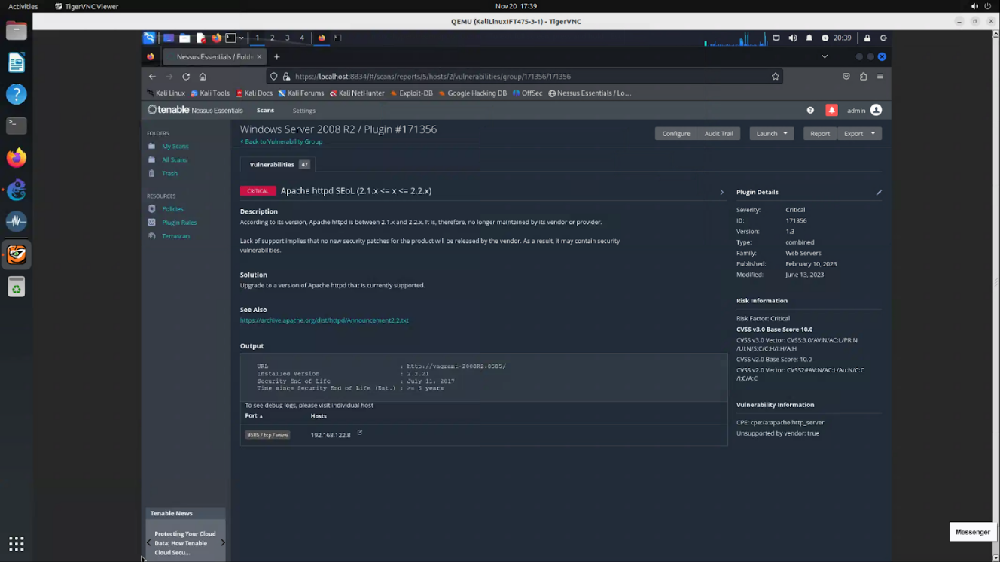 Activities
TigerVNC Viewer
Nov 20 17:39
QEMU (KaliLinuxIFT475-3-1) - TigerVNC
1 2 3 4
20:39
Nessus Essentials / Folde
https://localhost:8834/#/scans/reports/5/hosts/2/vulnerabilities/group/171356/171356
Kali Linux Kali Tools Kali Docs Kali Forums Kali NetHunter Exploit-DB Google Hacking DB OffSec Nessus Essentials / Lo...
tenable Nessus Essentials Scans Settings admin
FOLDERS
My Scans
All Scans
Trash
RESOURCES
Policies
Plugin Rules
Terrascan
Windows Server 2008 R2 / Plugin #171356
Back to Vulnerability Group
Configure Audit Trail Launch Report Export
Vulnerabilities 47
CRITICAL Apache httpd SEoL (2.1.x <= x <= 2.2.x)
Description
According to its version, Apache httpd is between 2.1.x and 2.2.x. It is, therefore, no longer maintained by its vendor or provider.
Lack of support implies that no new security patches for the product will be released by the vendor. As a result, it may contain security
vulnerabilities.
Solution
Upgrade to a version of Apache httpd that is currently supported.
See Also
https://archive.apache.org/dist/httpd/Announcement2.2.txt
Output
URL : http://vagrant-2008R2:8585/
Installed version : 2.2.21
Security End of Life : July 11, 2017
Time since Security End of Life (Est.) : >= 6 years
To see debug logs, please visit individual host
Port Hosts
8585 / tcp / www 192.168.122.8
Plugin Details
Severity: Critical
ID: 171356
Version: 1.3
Type: combined
Family: Web Servers
Published: February 10, 2023
Modified: June 13, 2023
Risk Information
Risk Factor: Critical
CVSS v3.0 Base Score 10.0
CVSS v3.0 Vector: CVSS:3.0/AV:N/AC:L/PR:N
/UI:N/S:C/C:H/I:H/A:H
CVSS v2.0 Base Score: 10.0
CVSS v2.0 Vector: CVSS2#AV:N/AC:L/Au:N/C:C
/I:C/A:C
Vulnerability Information
CPE: cpe:/a:apache:http_server
Unsupported by vendor: true
Tenable News
Protecting Your Cloud
Data: How Tenable
Cloud Secu...
Messenger